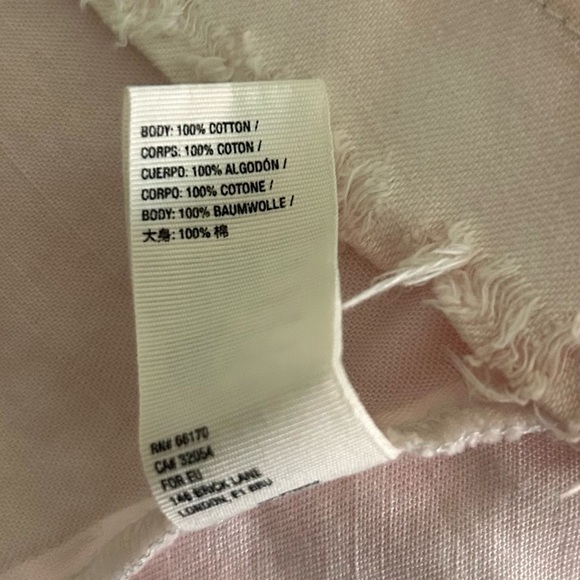 BODY: 100% COTTON /
CORPS: 100% COTON /
CUERPO: 100% ALGODÓN /
CORPO: 100% COTONE /
BODY: 100% BAUMWOLLE /
大身: 100% 棉
RN# 66170
CA# 32054
FOR EU
146 BRICK LANE
LONDON, E1 6RU